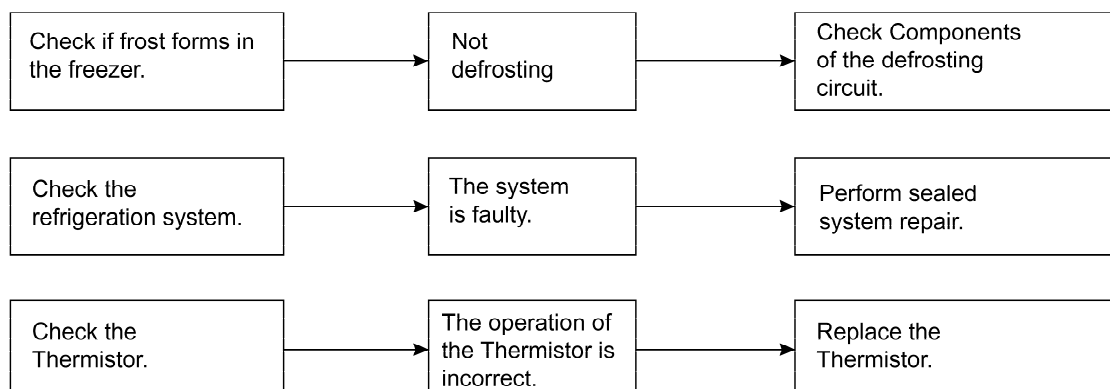 Check if frost forms in
the freezer.
Not
defrosting
Check Components
of the defrosting
circuit.
Check the
refrigeration system.
The system
is faulty.
Perform sealed
system repair.
Check the
Thermistor.
The operation of
the Thermistor is
incorrect.
Replace the
Thermistor.